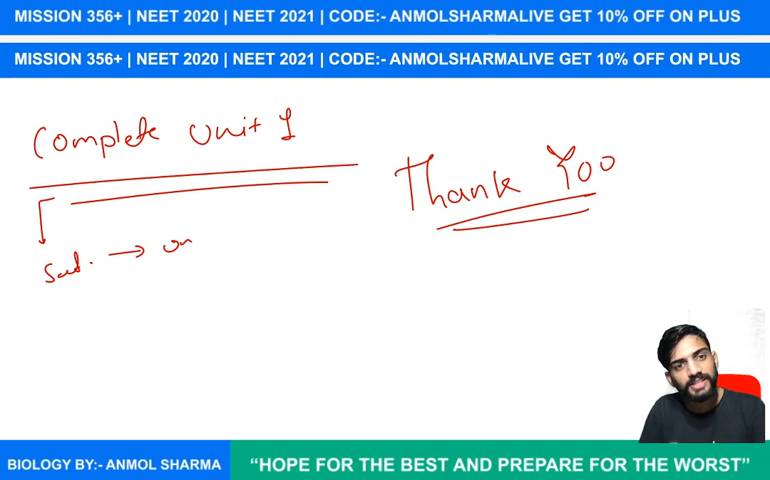 MISSION 356+ | NEET 2020 | NEET 2021 | CODE:- ANMOLSHARMALIVE GET 10% OFF ON PLUS
MISSION 356+ | NEET 2020 | NEET 2021 | CODE:- ANMOLSHARMALIVE GET 10% OFF ON PLUS
Complete Unit 1
Thank Yoo
→
BIOLOGY BY:- ANMOL SHARMA
“HOPE FOR THE BEST AND PREPARE FOR THE WORST”